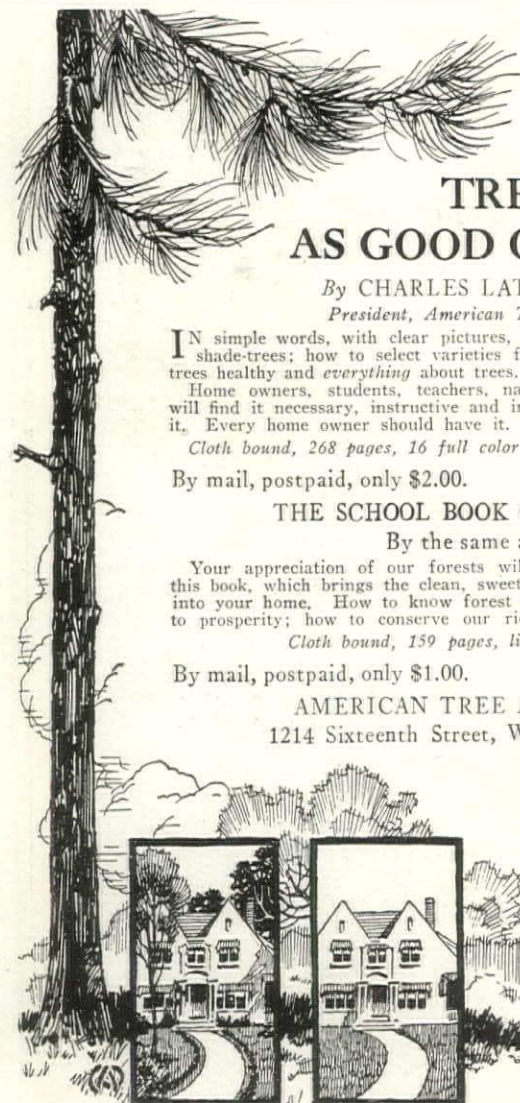 TRE
AS GOOD
By CHARLES LAT
President, American
IN simple words, with clear pictures,
shade-trees; how to select varieties f
trees healthy and everything about trees.
Home owners, students, teachers, na
will find it necessary, instructive and in
it. Every home owner should have it.
Cloth bound, 268 pages, 16 full color
By mail, postpaid, only $2.00.
THE SCHOOL BOOK
By the same a
Your appreciation of our forests wil
this book, which brings the clean, sweet
into your home. How to know forest
to prosperity; how to conserve our ri
Cloth bound, 159 pages, li
By mail, postpaid, only $1.00.
AMERICAN TREE
1214 Sixteenth Street, W